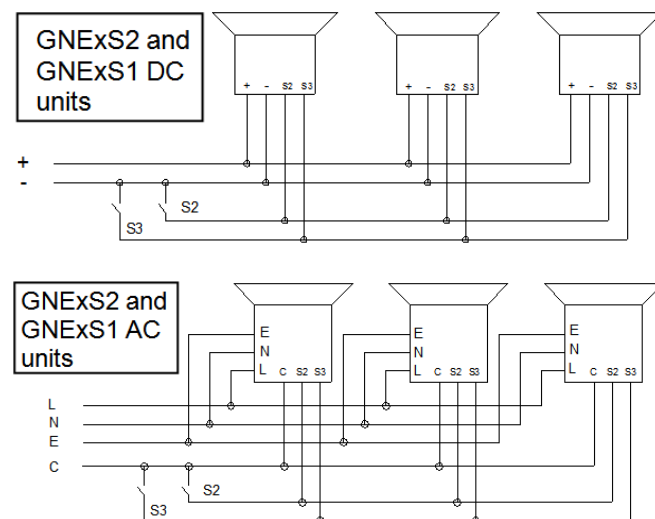 GNExS2 and
GNExS1 DC
units
+ - S2 S3
+ - S2 S3
+ - S2 S3
+
-
S2
S3
GNExS2 and
GNExS1 AC
units
E
N
L C S2 S3
E
N
L C S2 S3
E
N
L C S2 S3
L
N
E
C
S2
S3